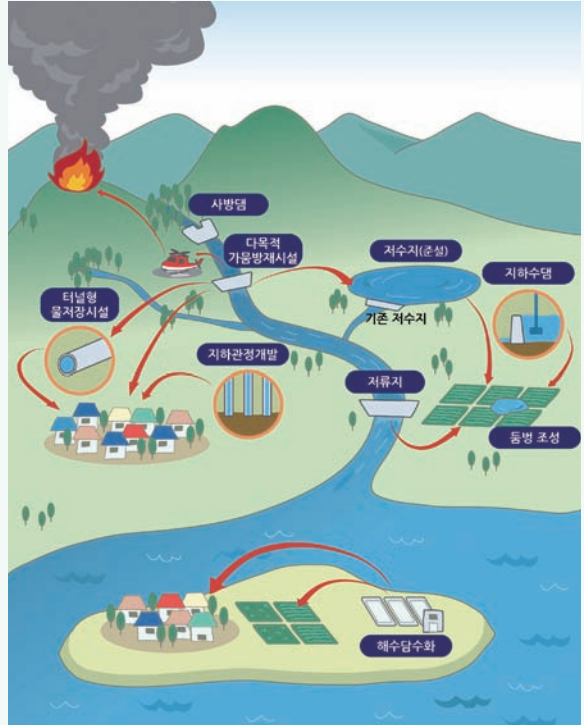 사방댐
다목적
가뭄방재시설
저수지(준설)
지하수댐
터널형
물저장시설
기존 저수지
지하관정개발
저류지
둠벙 조성
해수담수화